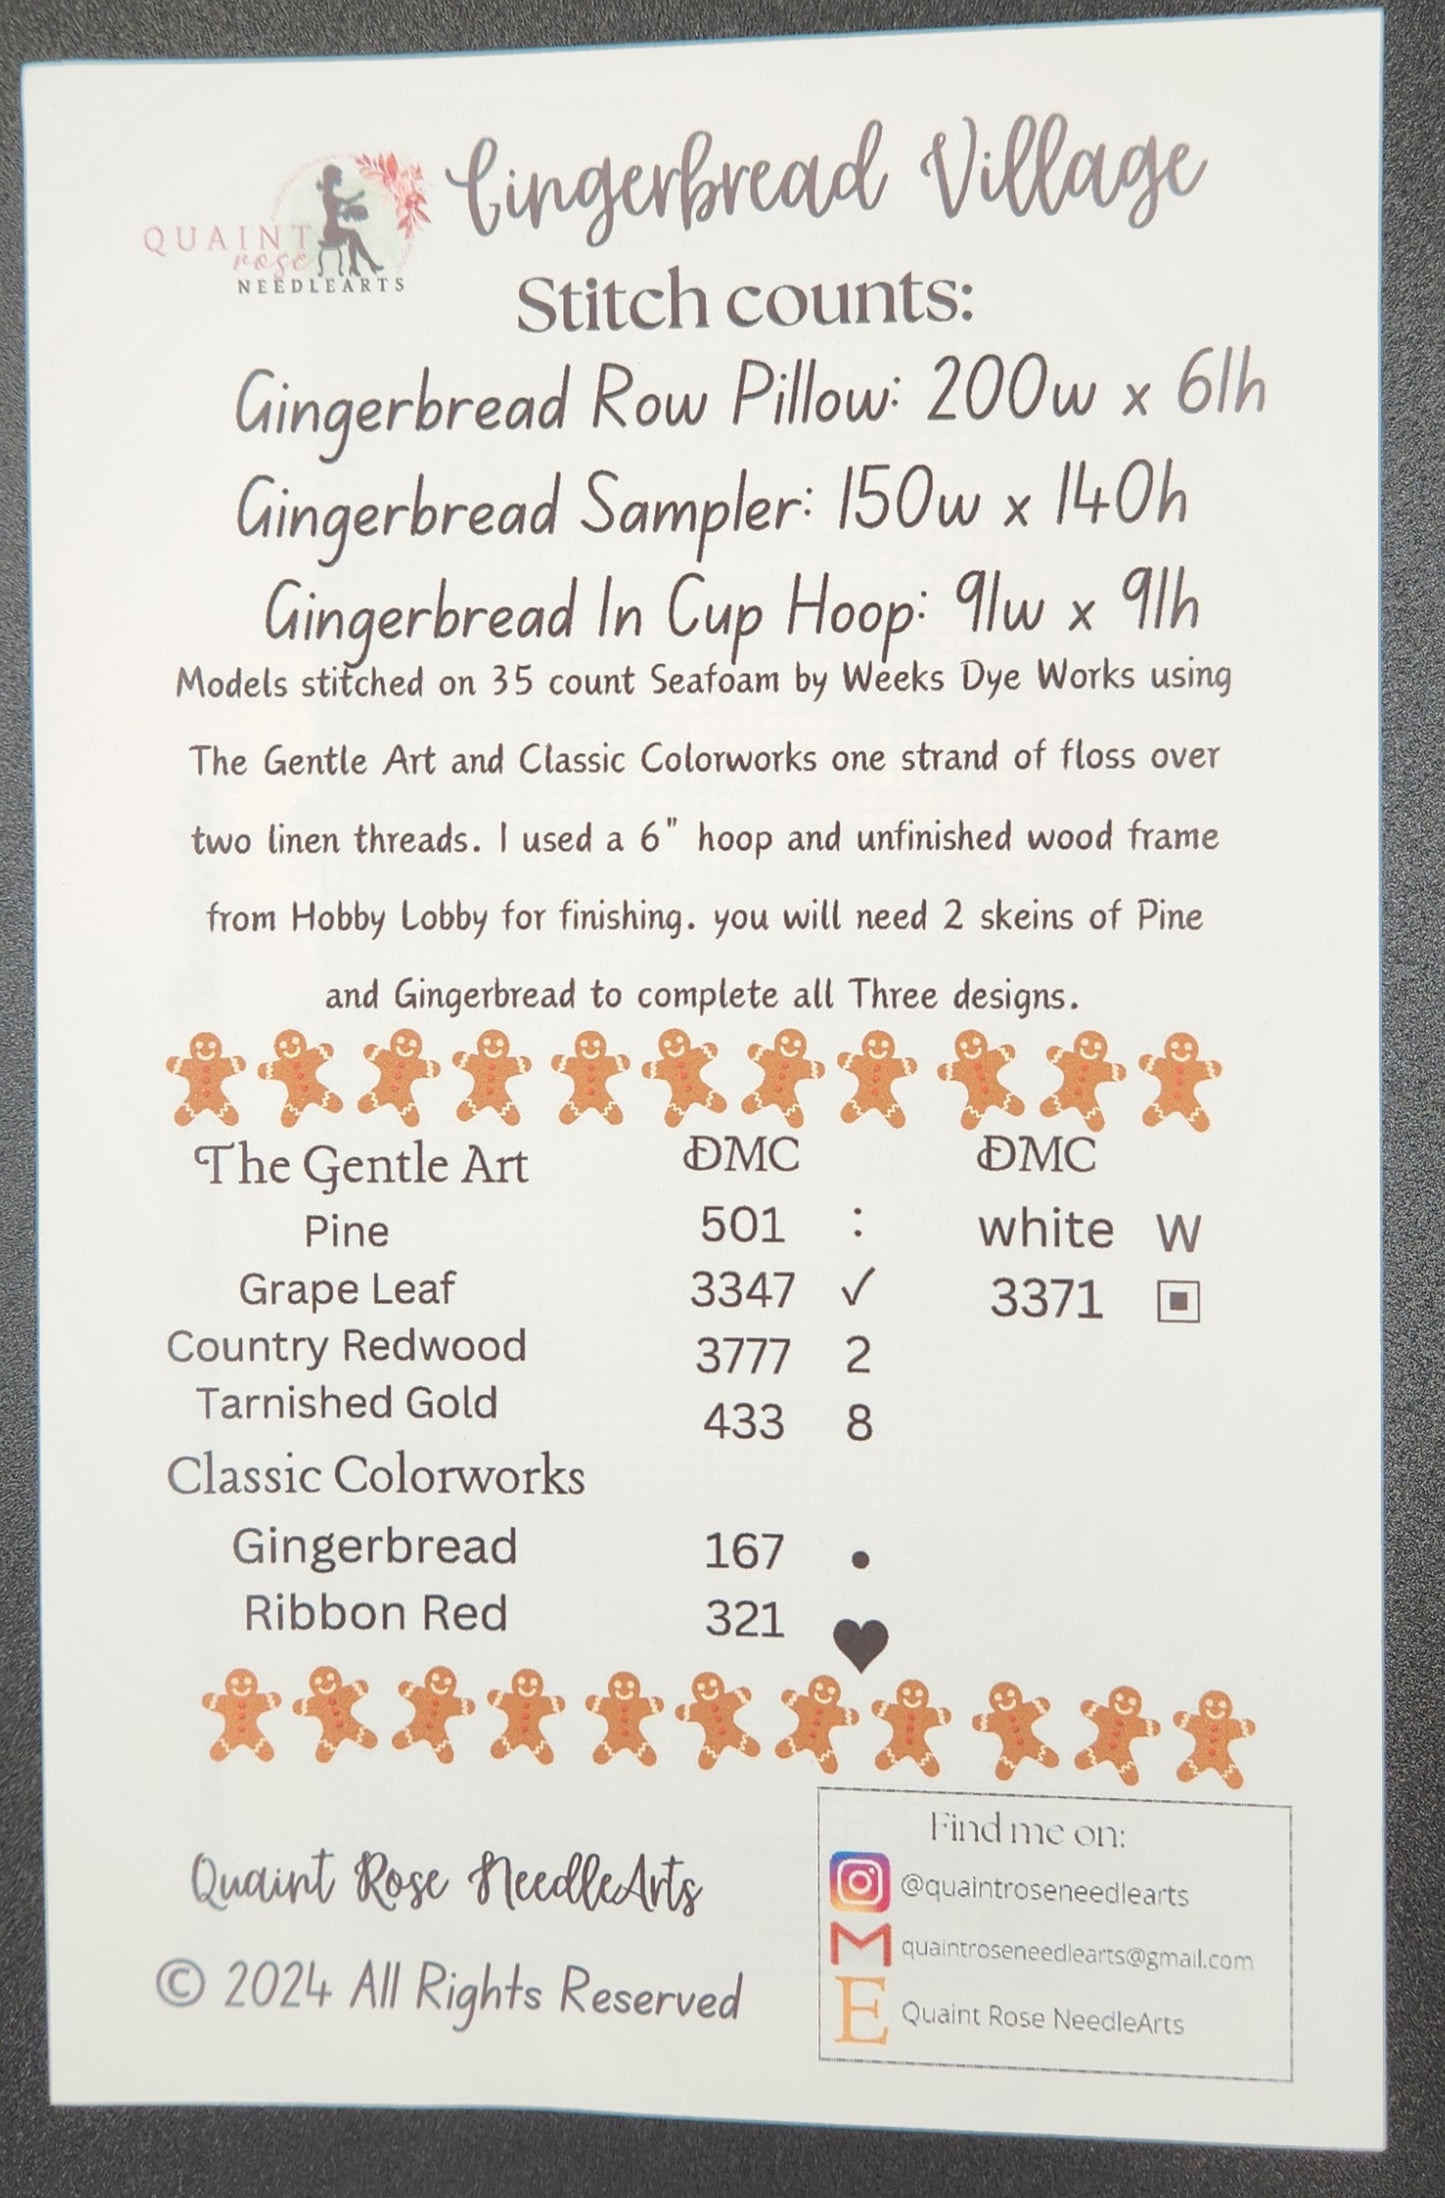 QUAINT
rose
NEEDLEARTS
Gingerbread Village
Stitch counts:
Gingerbread Row Pillow: 200w x 61h
Gingerbread Sampler: 150w x 140h
Gingerbread In Cup Hoop: 91w x 91h
Models stitched on 35 count Seafoam by Weeks Dye Works using
The Gentle Art and Classic Colorworks one strand of floss over
two linen threads. I used a 6" hoop and unfinished wood frame
from Hobby Lobby for finishing. you will need 2 skeins of Pine
and Gingerbread to complete all Three designs.
The Gentle Art DMC DMC
Pine 501 : white W
Grape Leaf 3347 ✓ 3371 ▣
Country Redwood 3777 2
Tarnished Gold 433 8
Classic Colorworks
Gingerbread 167 •
Ribbon Red 321 ♥
Quaint Rose NeedleArts
© 2024 All Rights Reserved
Find me on:
@quaintroseneedlearts
quaintroseneedlearts@gmail.com
E Quaint Rose NeedleArts